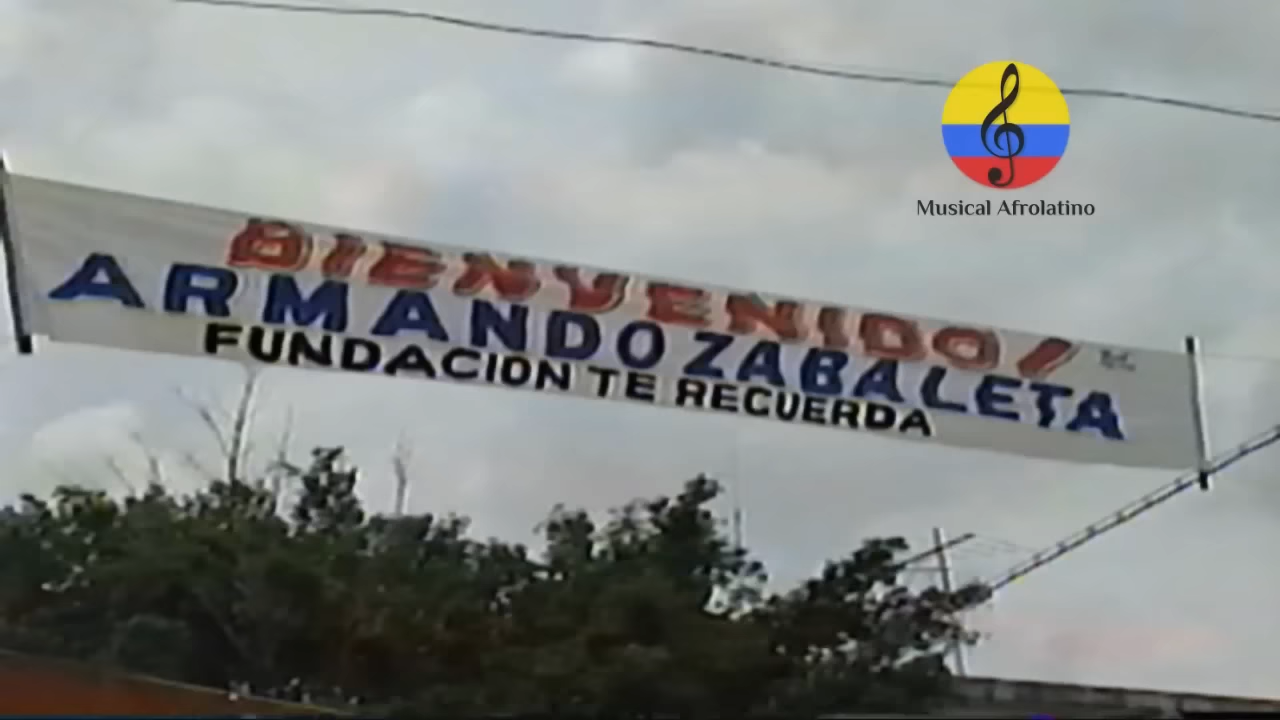 Musical Afrolatino
BIENVENIDO!
ARMANDO ZABALETA
FUNDACION TE RECUERDA